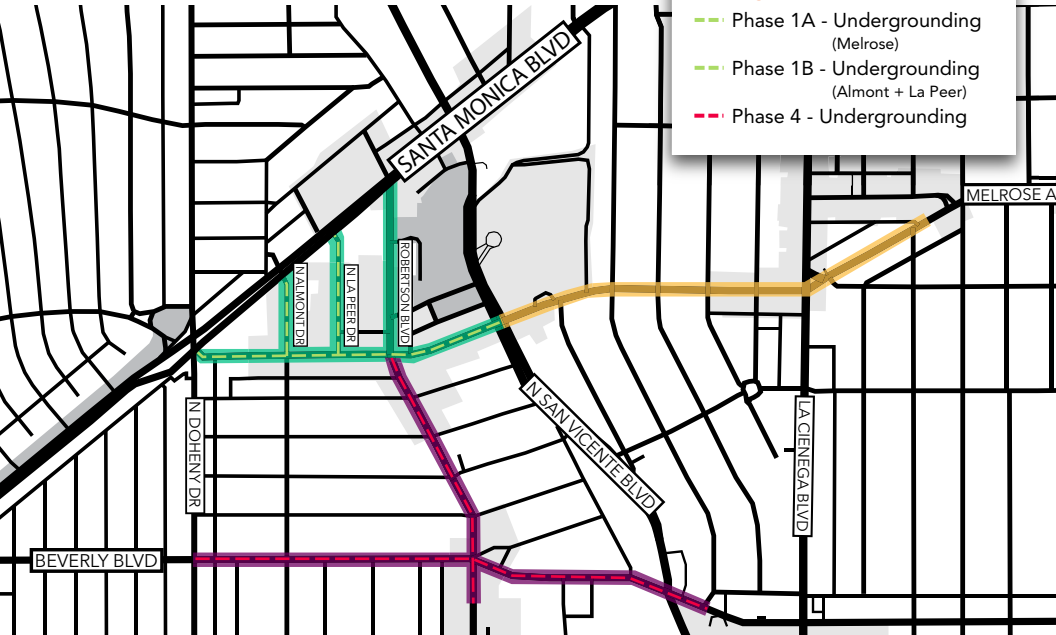 Phase 1A - Undergrounding
(Melrose)
Phase 1B - Undergrounding
(Almont + La Peer)
Phase 4 - Undergrounding
SANTA MONICA BLVD
MELROSE A
N ALMONT DR
N LA PEER DR
ROBERTSON BLVD
N DOHENY DR
N SAN VICENTE BLVD
LA CIENEGA BLVD
BEVERLY BLVD